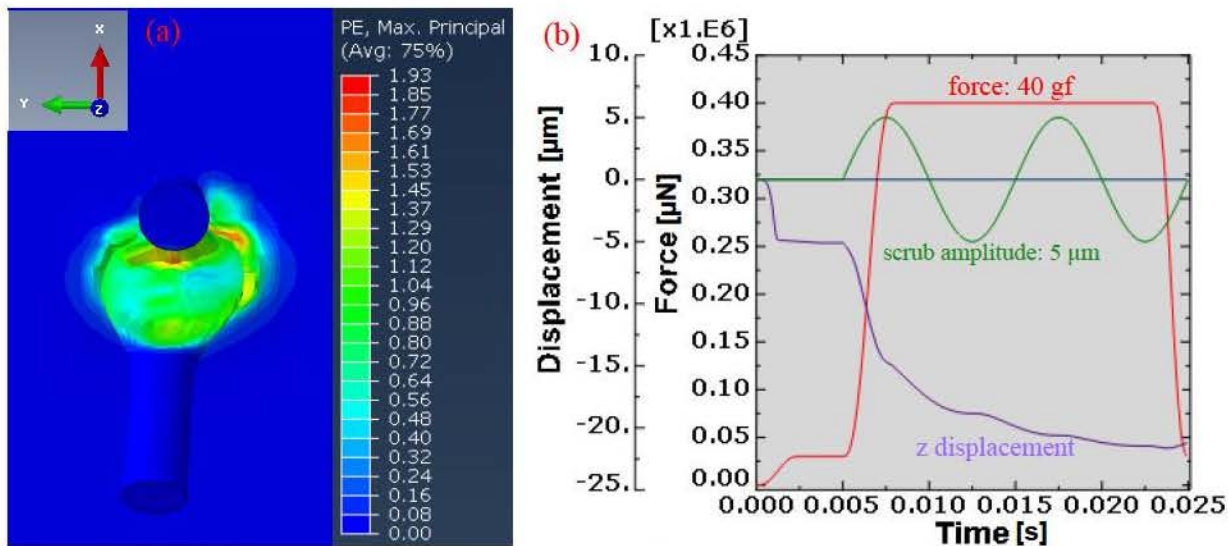 (a)
X
Y
Z
PE, Max. Principal
(Avg: 75%)
1.93
1.85
1.77
1.69
1.61
1.53
1.45
1.37
1.29
1.20
1.12
1.04
0.96
0.88
0.80
0.72
0.64
0.56
0.48
0.40
0.32
0.24
0.16
0.08
0.00
(b)
[x1.E6]
10.
5.
0.
-5.
-10.
-15.
-20.
-25.
Displacement [μm]
0.45
0.40
0.35
0.30
0.25
0.20
0.15
0.10
0.05
0.00
Force [μN]
force: 40 gf
scrub amplitude: 5 μm
z displacement
0.000 0.005 0.010 0.015 0.020 0.025
Time [s]